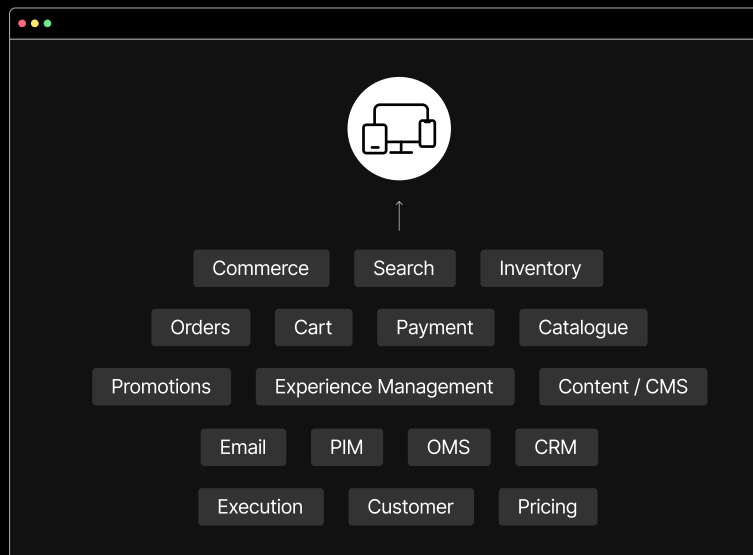 Commerce Search Inventory
Orders Cart Payment Catalogue
Promotions Experience Management Content / CMS
Email PIM OMS CRM
Execution Customer Pricing